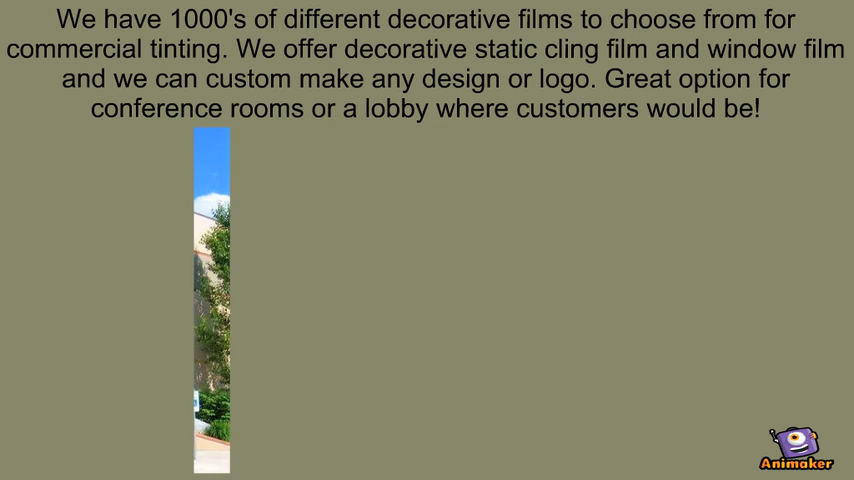 We have 1000's of different decorative films to choose from for
commercial tinting. We offer decorative static cling film and window film
and we can custom make any design or logo. Great option for
conference rooms or a lobby where customers would be!
Animaker